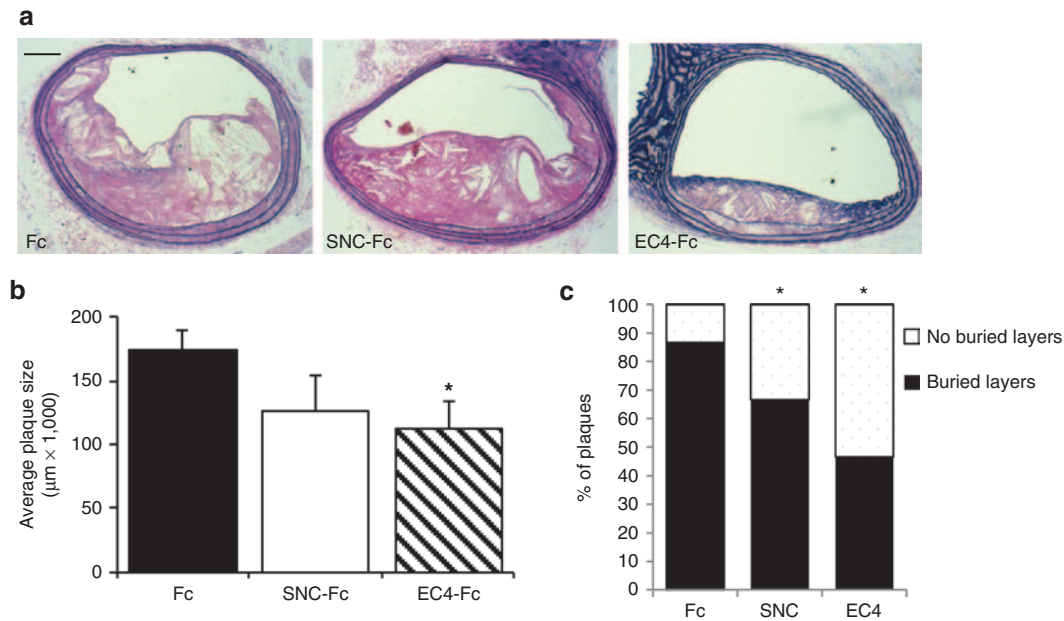 a
Fc
SNC-Fc
EC4-Fc
b
200
150
100
50
0
Average plaque size
(µm × 1,000)
*
Fc
SNC-Fc
EC4-Fc
c
100
90
80
70
60
50
40
30
20
10
0
% of plaques
*
*
Fc
SNC
EC4
No buried layers
Buried layers